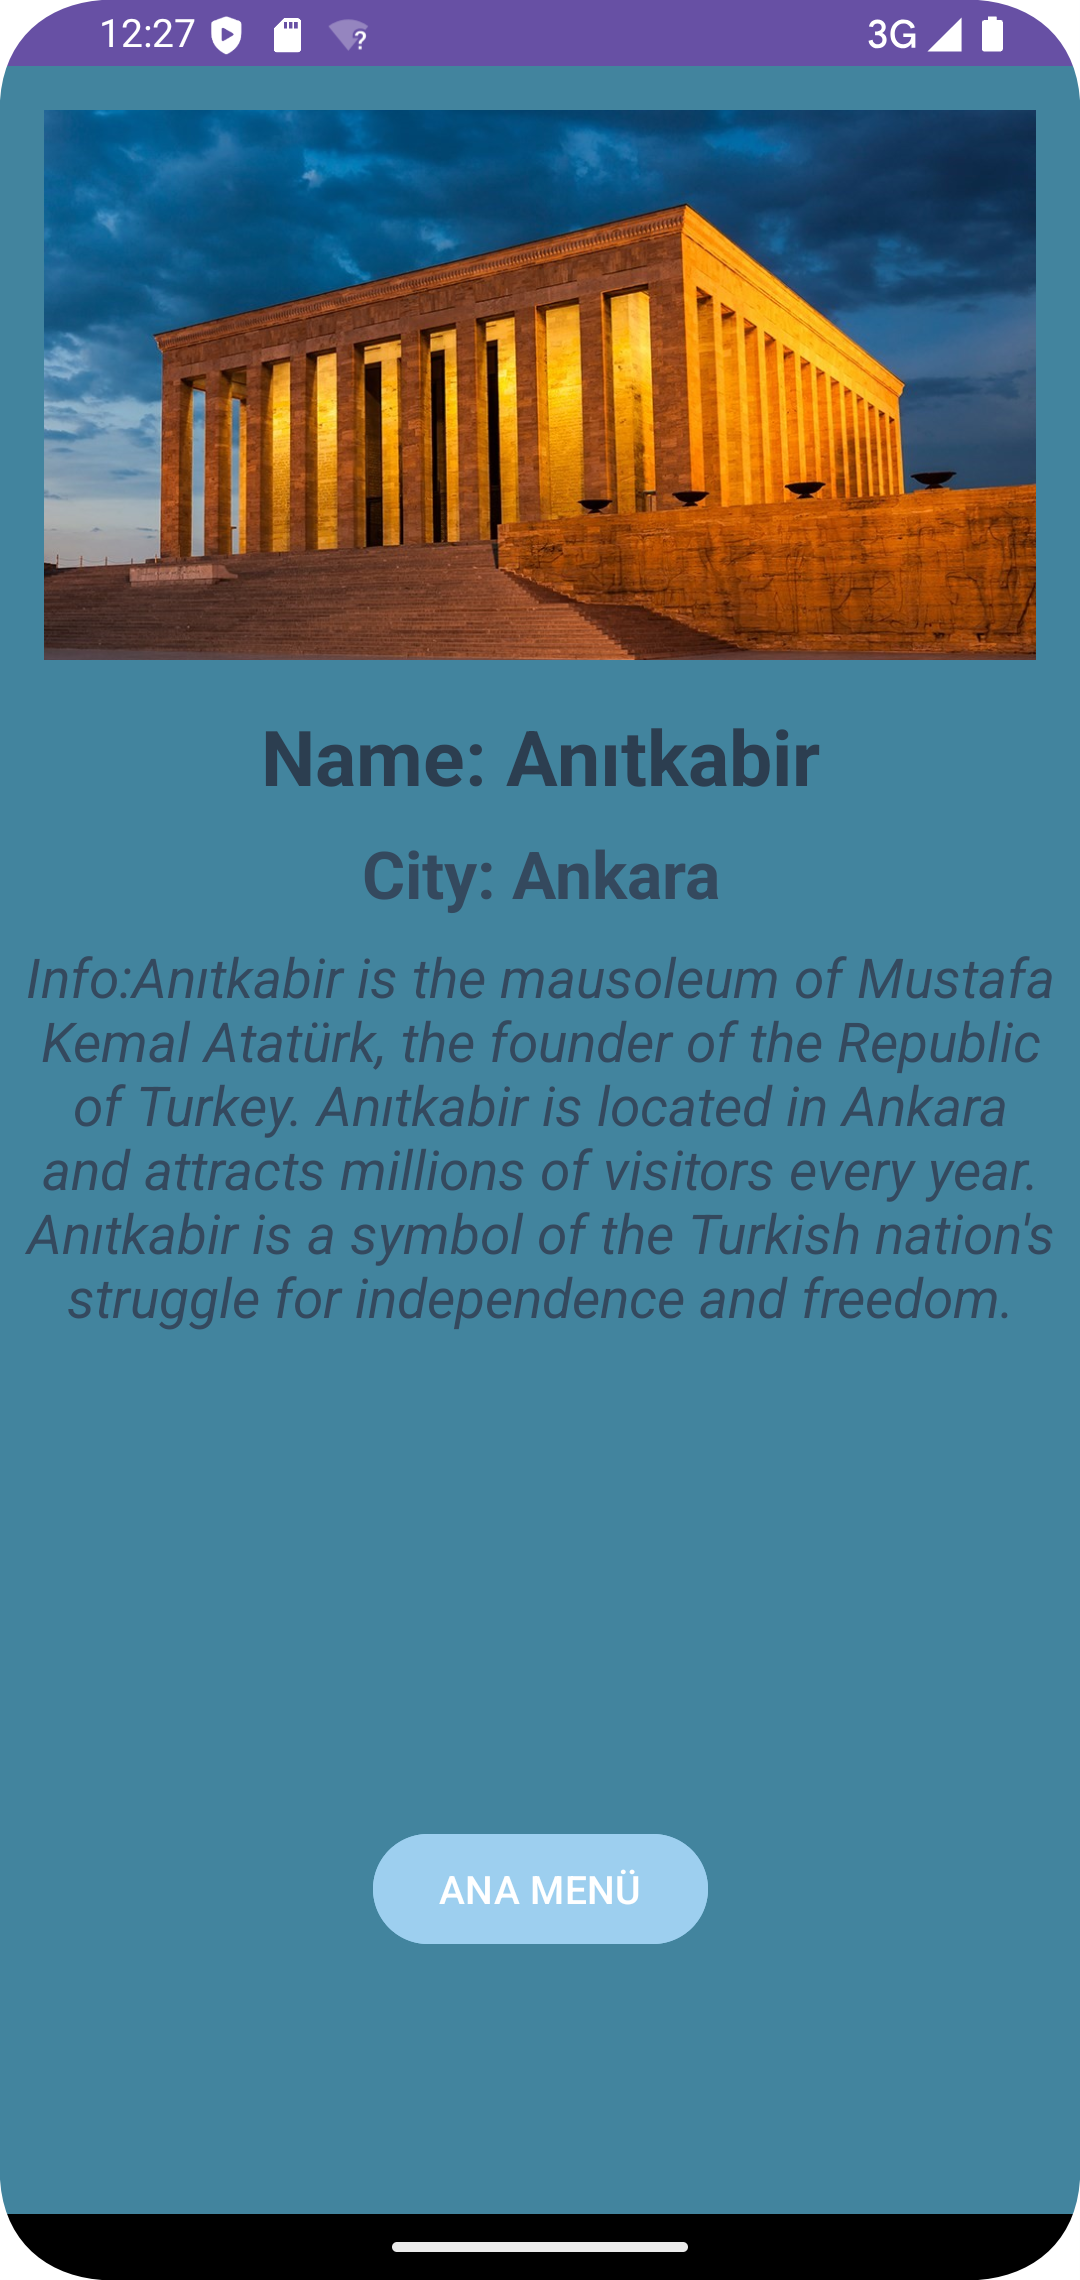 12:27 3G
Name: Anıtkabir
City: Ankara
Info:Anıtkabir is the mausoleum of Mustafa
Kemal Atatürk, the founder of the Republic
of Turkey. Anıtkabir is located in Ankara
and attracts millions of visitors every year.
Anıtkabir is a symbol of the Turkish nation's
struggle for independence and freedom.
ANA MENÜ